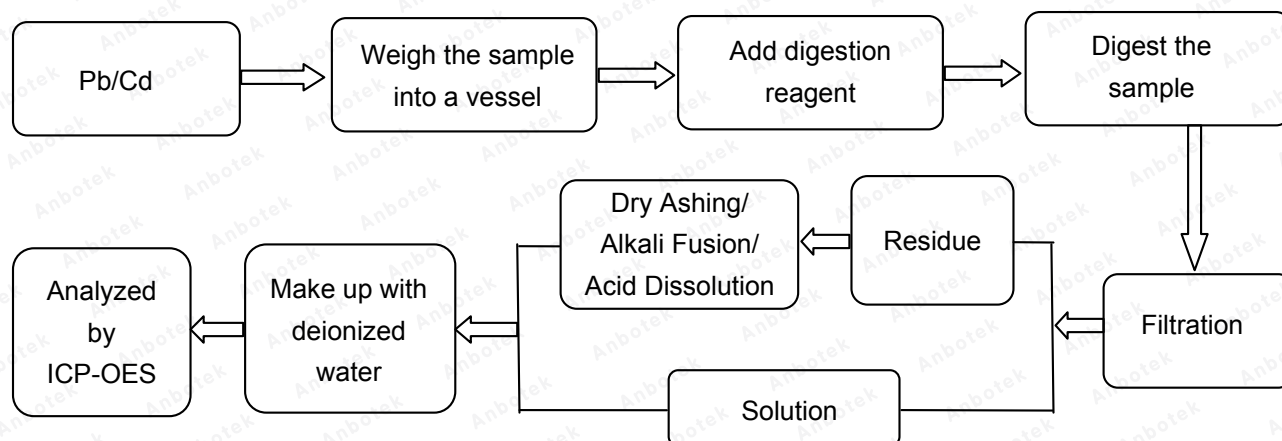 Pb/Cd
Weigh the sample
into a vessel
Add digestion
reagent
Digest the
sample
Filtration
Residue
Dry Ashing/
Alkali Fusion/
Acid Dissolution
Solution
Make up with
deionized
water
Analyzed
by
ICP-OES
Anbotek